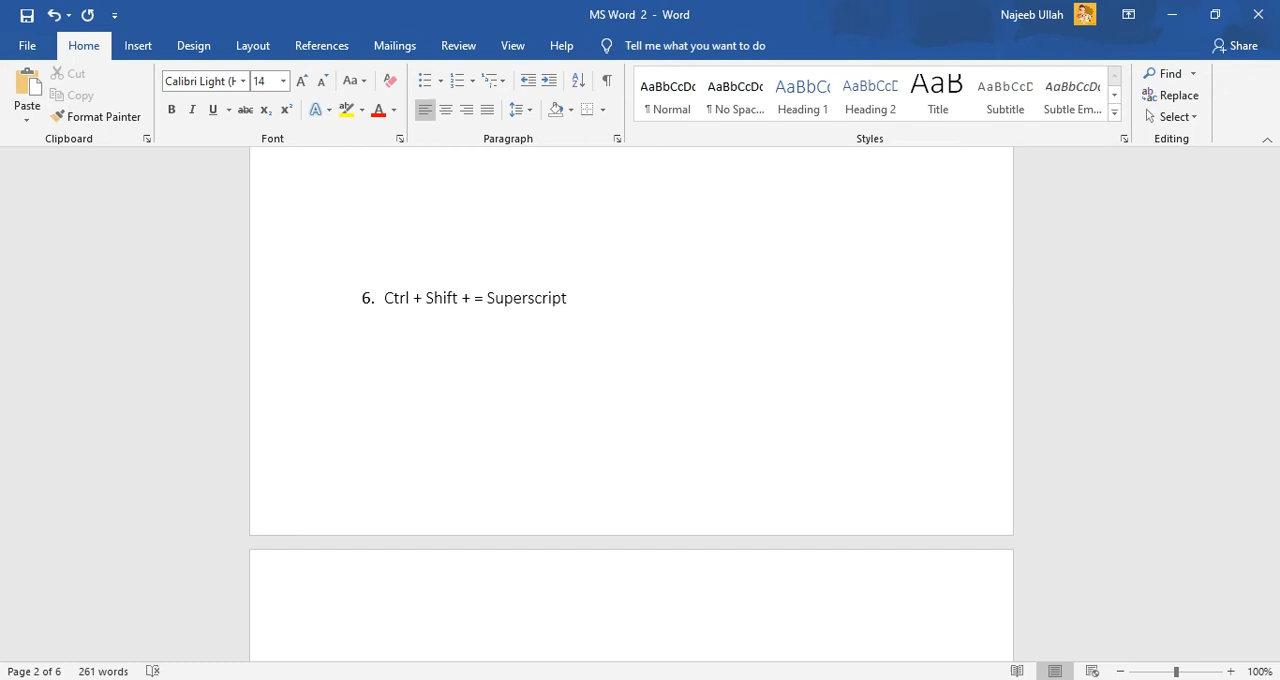 MS Word 2 - Word
Najeeb Ullah
File Home Insert Design Layout References Mailings Review View Help Tell me what you want to do Share
Paste
Cut
Copy
Format Painter
Clipboard
Calibri Light (H 14 Aa
B I U abc x₂ x² A ab A
Font
Paragraph
AaBbCcDc AaBbCcDc AaBbCc AaBbCcD AaB AaBbCcD AaBbCcDc
¶ Normal ¶ No Spac... Heading 1 Heading 2 Title Subtitle Subtle Em...
Styles
Find
Replace
Select
Editing
6. Ctrl + Shift + = Superscript
Page 2 of 6 261 words 100%